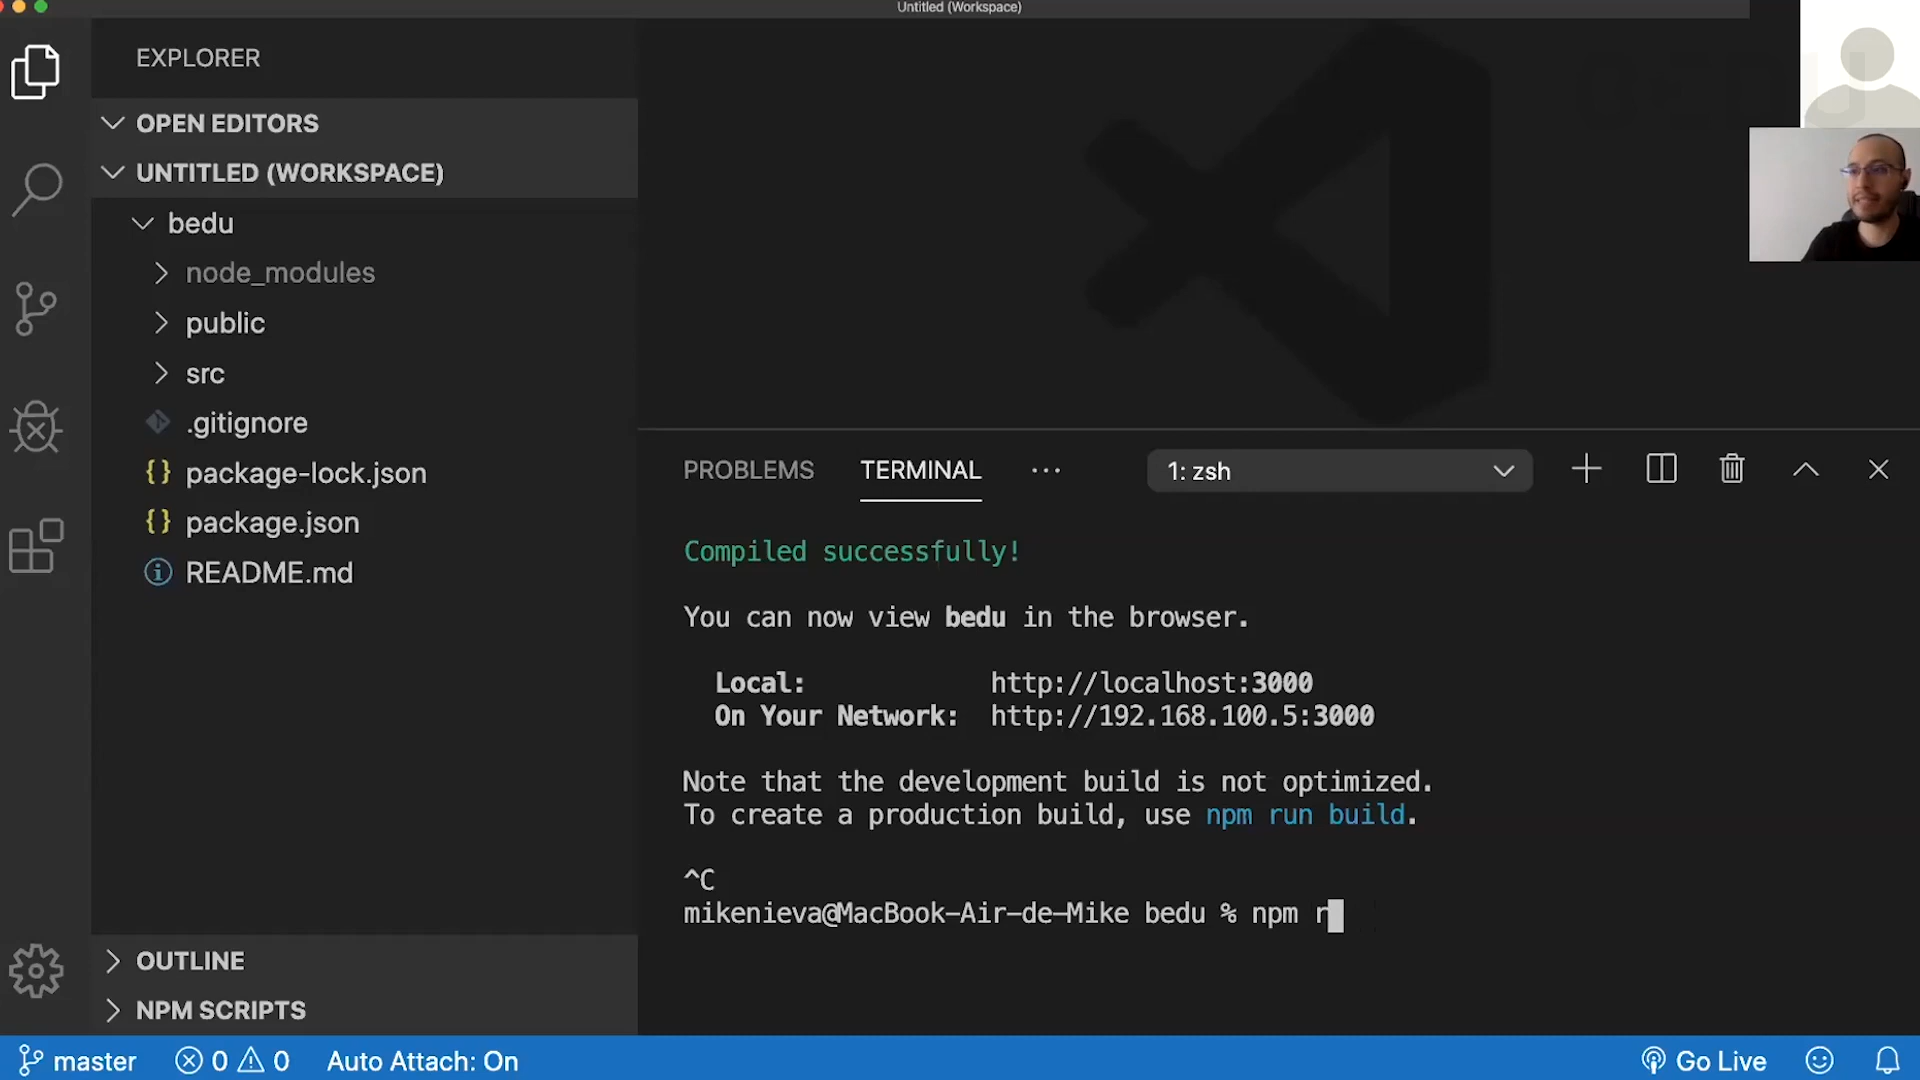 Untitled (Workspace)
EXPLORER
OPEN EDITORS
UNTITLED (WORKSPACE)
bedu
node_modules
public
src
.gitignore
package-lock.json
package.json
README.md
OUTLINE
NPM SCRIPTS
PROBLEMS TERMINAL ··· 1: zsh
Compiled successfully!
You can now view bedu in the browser.
Local: http://localhost:3000
On Your Network: http://192.168.100.5:3000
Note that the development build is not optimized.
To create a production build, use npm run build.
^C
mikenieva@MacBook-Air-de-Mike bedu % npm r
master 0 0 Auto Attach: On Go Live